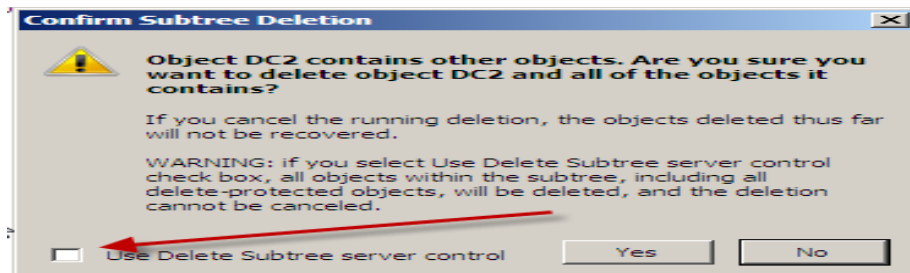 Confirm Subtree Deletion
Object DC2 contains other objects. Are you sure you
want to delete object DC2 and all of the objects it
contains?
If you cancel the running deletion, the objects deleted thus far
will not be recovered.
WARNING: if you select Use Delete Subtree server control
check box, all objects within the subtree, including all
delete-protected objects, will be deleted, and the deletion
cannot be canceled.
Use Delete Subtree server control
Yes
No